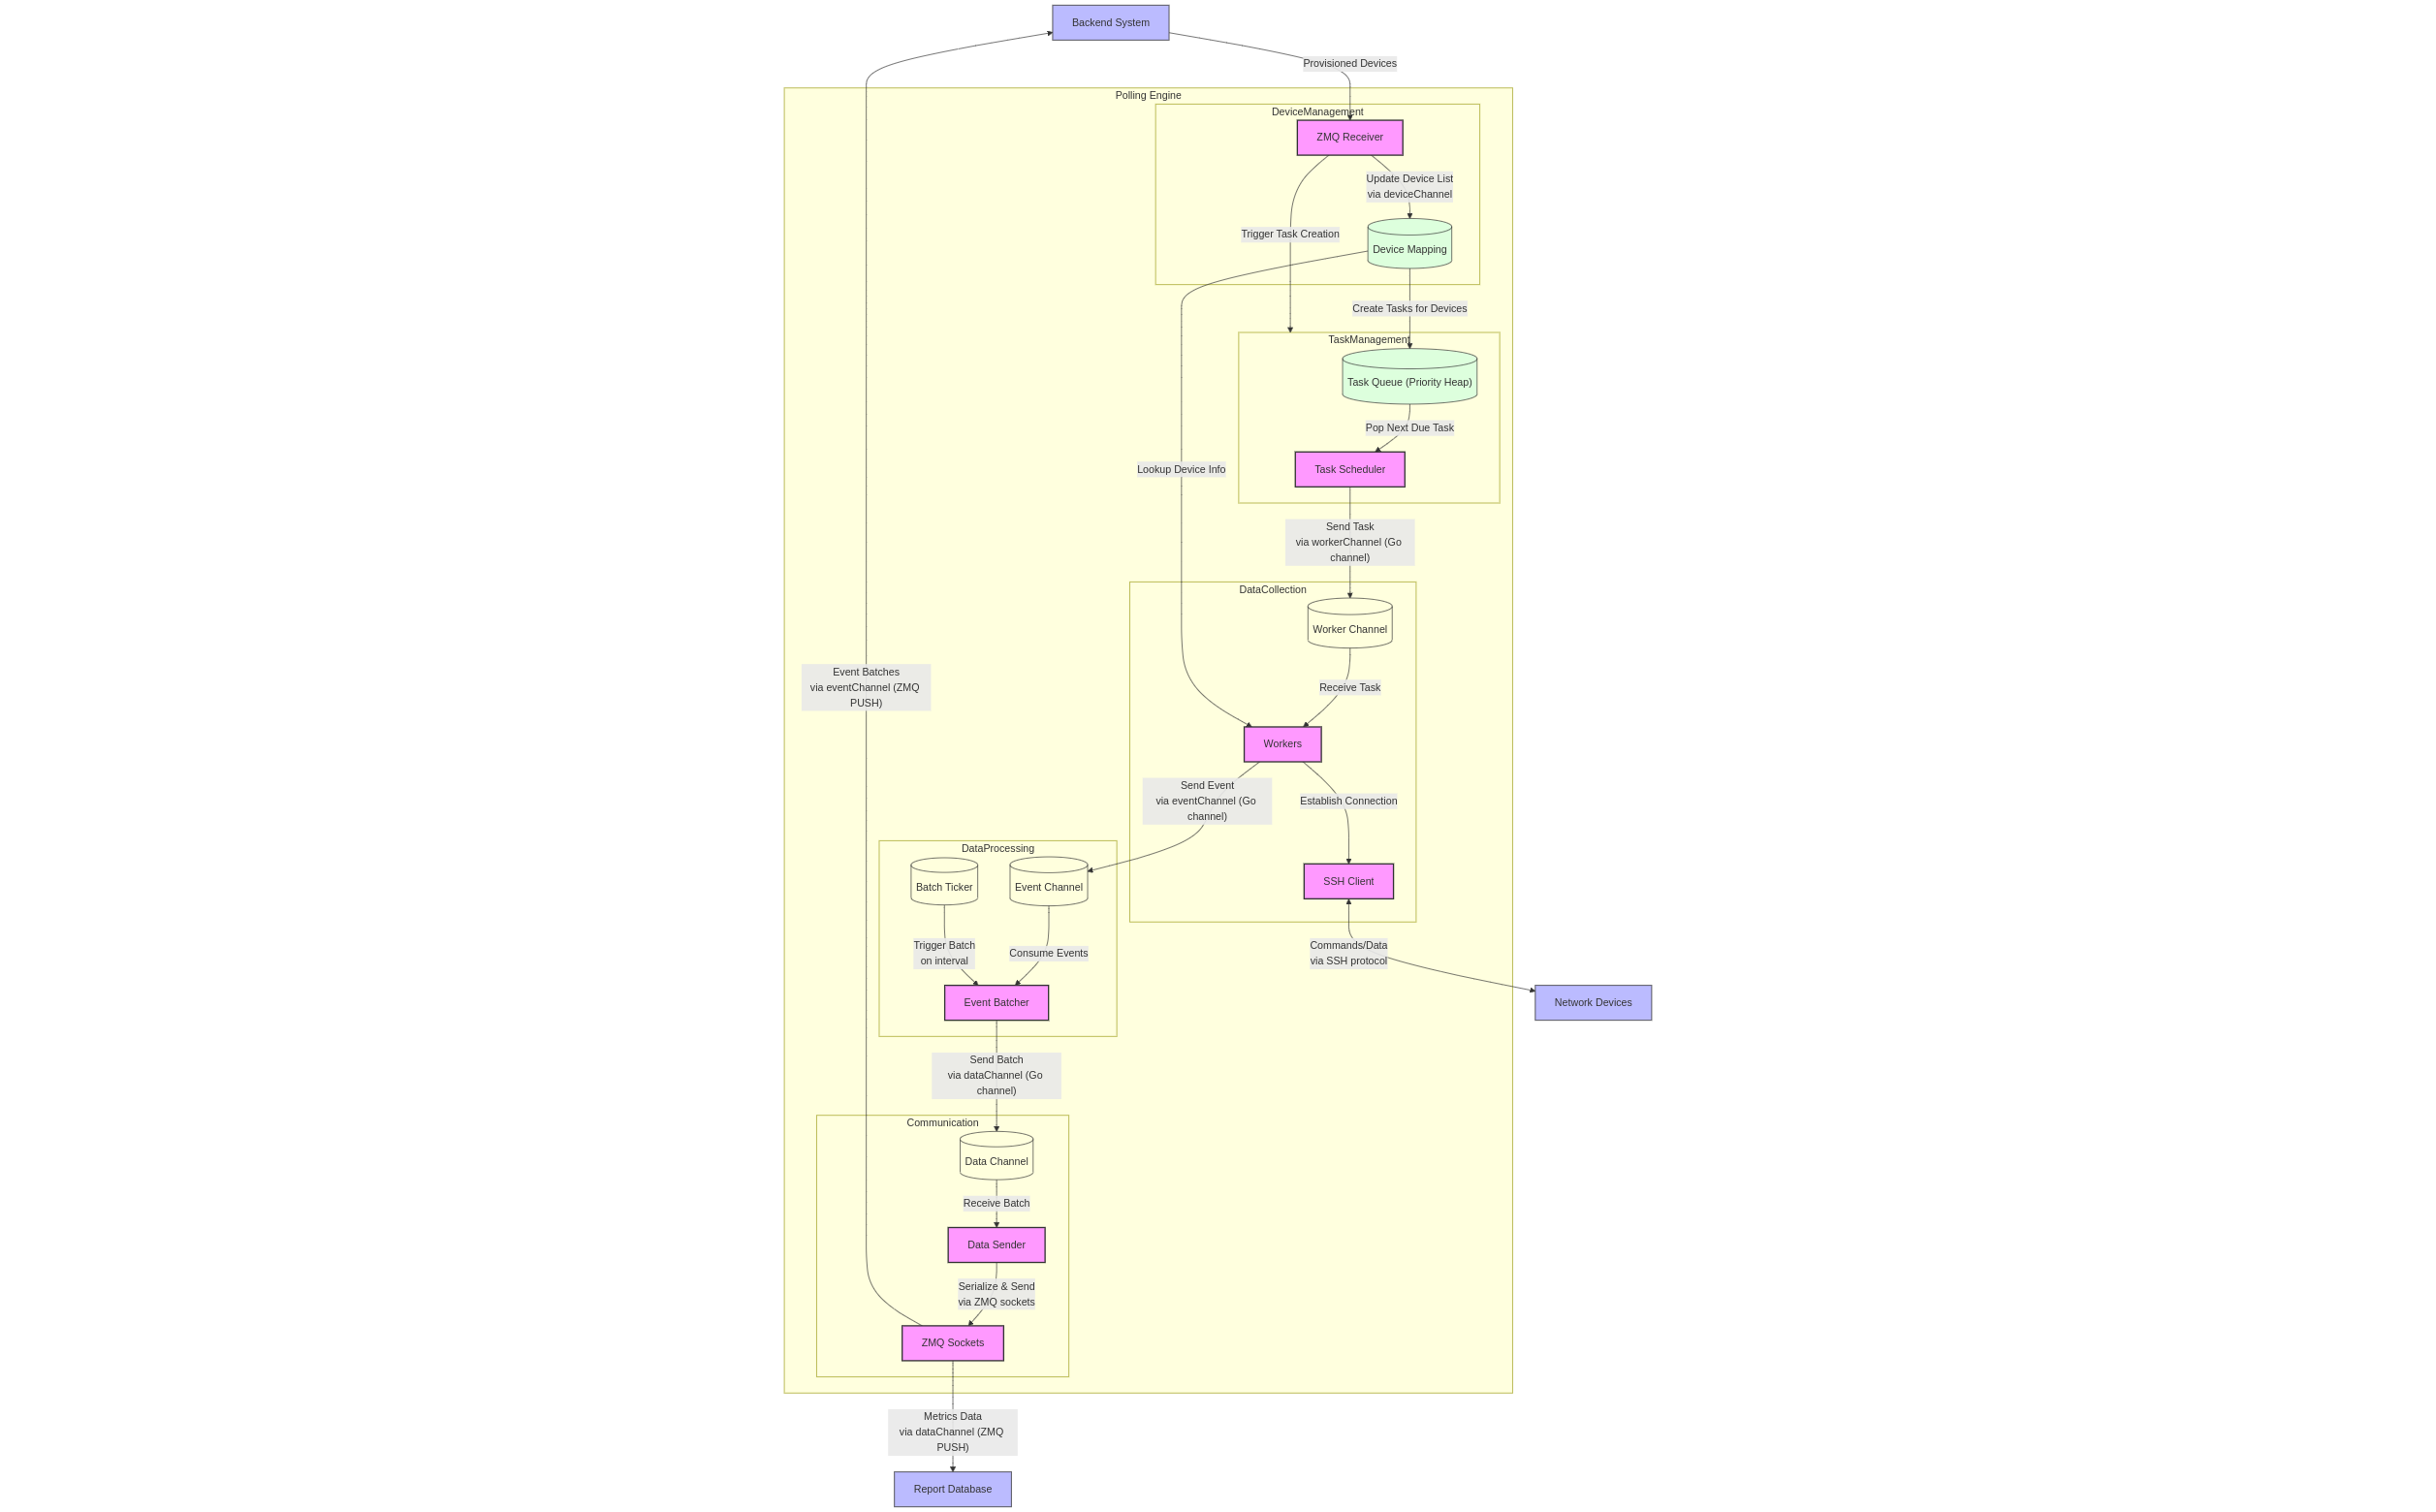 Backend System
Provisioned Devices
Polling Engine
DeviceManagement
ZMQ Receiver
Update Device List
via deviceChannel
Trigger Task Creation
Device Mapping
Create Tasks for Devices
TaskManagement
Task Queue (Priority Heap)
Pop Next Due Task
Lookup Device Info
Task Scheduler
Send Task
via workerChannel (Go
channel)
DataCollection
Worker Channel
Event Batches
via eventChannel (ZMQ
PUSH)
Receive Task
Workers
Send Event
via eventChannel (Go
channel)
Establish Connection
DataProcessing
Batch Ticker
Event Channel
SSH Client
Trigger Batch
on interval
Consume Events
Commands/Data
via SSH protocol
Event Batcher
Network Devices
Send Batch
via dataChannel (Go
channel)
Communication
Data Channel
Receive Batch
Data Sender
Serialize & Send
via ZMQ sockets
ZMQ Sockets
Metrics Data
via dataChannel (ZMQ
PUSH)
Report Database